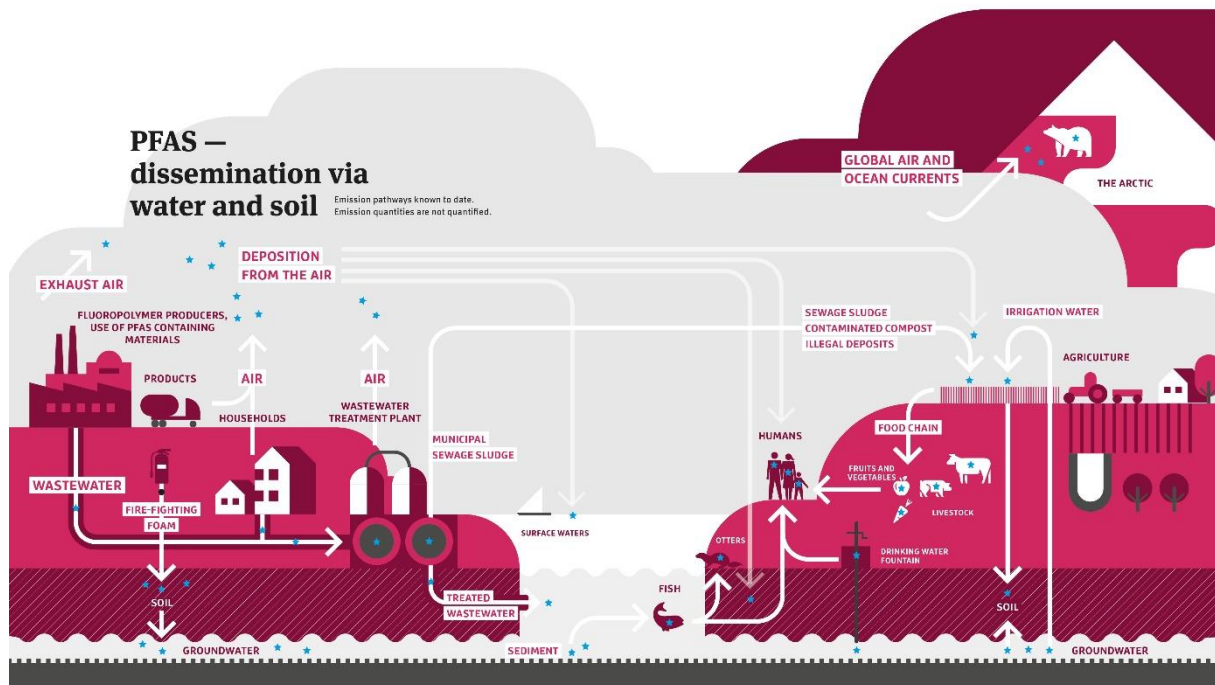 PFAS —
dissemination via
water and soil
Emission pathways known to date.
Emission quantities are not quantified.
GLOBAL AIR AND
OCEAN CURRENTS
THE ARCTIC
EXHAUST AIR
DEPOSITION
FROM THE AIR
FLUOROPOLYMER PRODUCERS,
USE OF PFAS CONTAINING
MATERIALS
PRODUCTS
AIR
HOUSEHOLDS
AIR
WASTEWATER
TREATMENT PLANT
MUNICIPAL
SEWAGE SLUDGE
SEWAGE SLUDGE
CONTAMINATED COMPOST
ILLEGAL DEPOSITS
IRRIGATION WATER
AGRICULTURE
HUMANS
FOOD CHAIN
FRUITS AND
VEGETABLES
LIVESTOCK
WASTEWATER
FIRE-FIGHTING
FOAM
SURFACE WATERS
OTTERS
DRINKING WATER
FOUNTAIN
SOIL
TREATED
WASTEWATER
FISH
SOIL
GROUNDWATER
SEDIMENT
GROUNDWATER